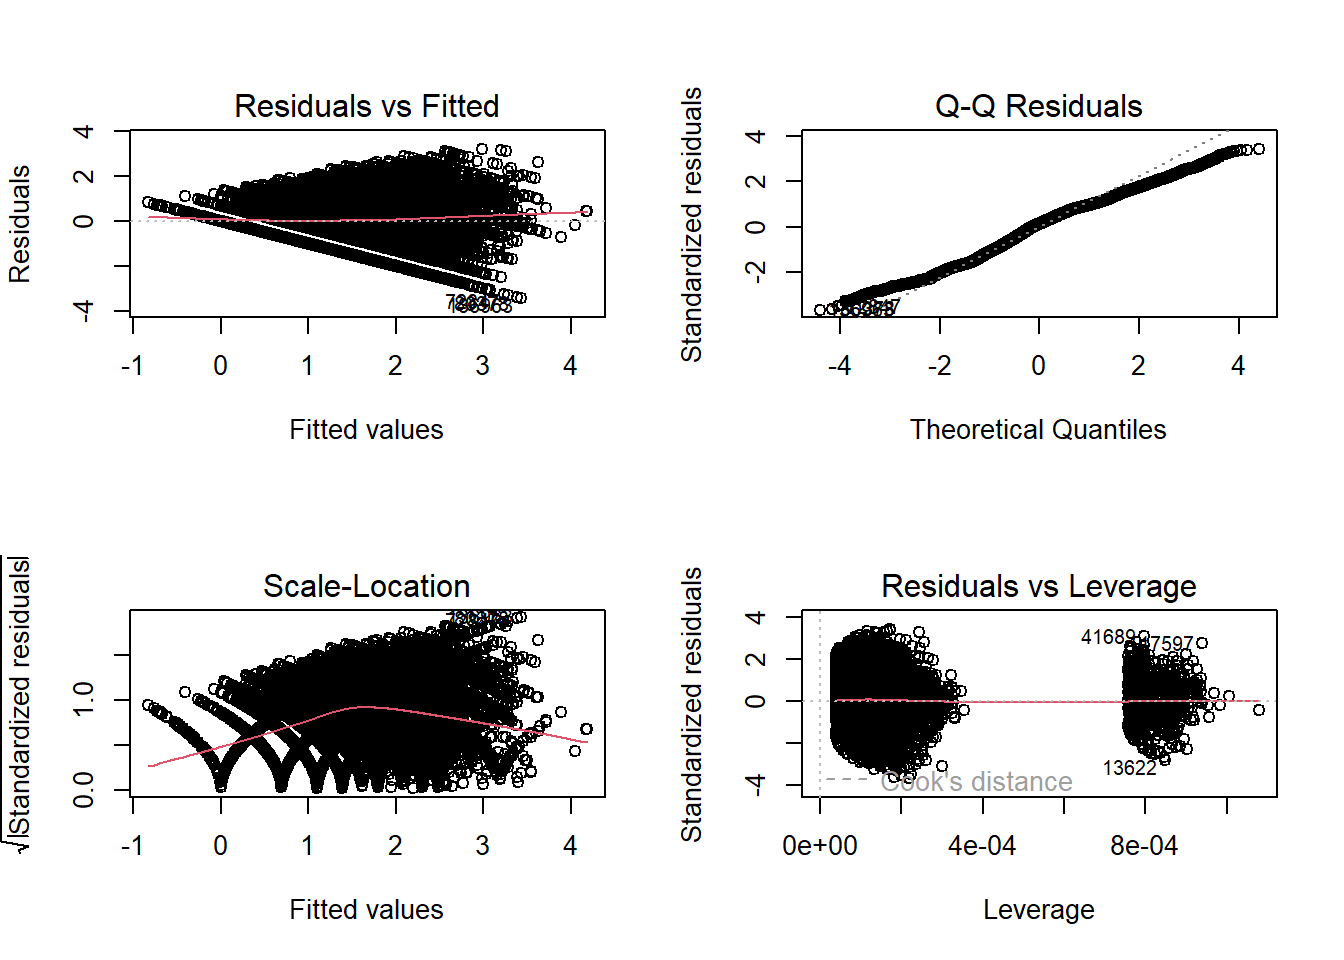 Residuals vs Fitted
Residuals
4
2
0
-4
-1 0 1 2 3 4
Fitted values
Q-Q Residuals
Standardized residuals
4
2
0
-2
-4 -2 0 2 4
Theoretical Quantiles
Scale-Location
√|Standardized residuals|
1.0
0.0
-1 0 1 2 3 4
Fitted values
Residuals vs Leverage
Standardized residuals
4
2
0
-4
41689
13622
Cook's distance
0e+00 4e-04 8e-04
Leverage